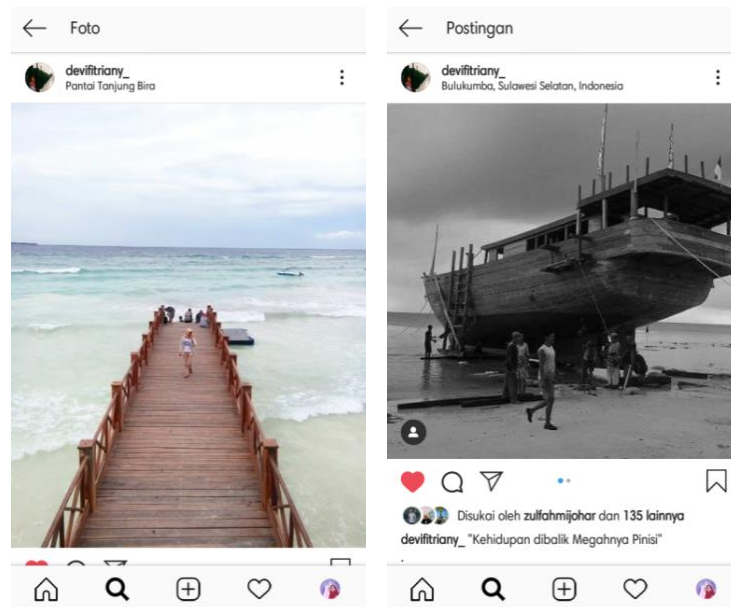 Foto
devifitriany_
Pantai Tanjung Bira
Postingan
devifitriany_
Bulukumba, Sulawesi Selatan, Indonesia
Disukai oleh zulfahmijohar dan 135 lainnya
devifitriany_ "Kehidupan dibalik Megahnya Pinisi"
.